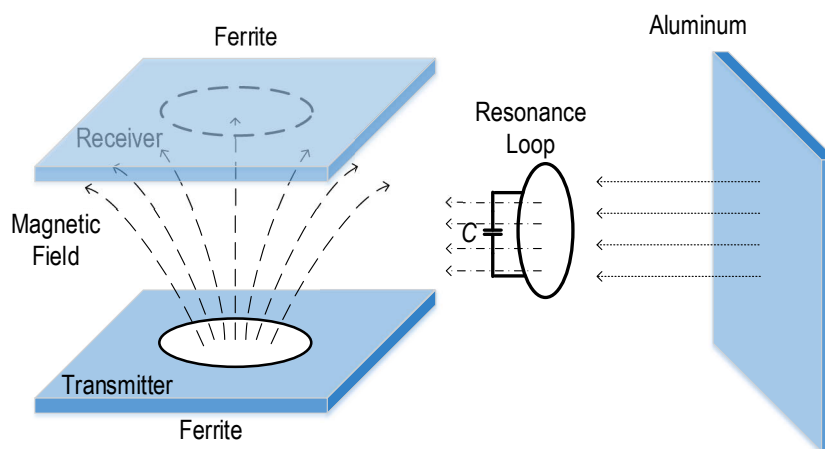 Ferrite
Aluminum
Resonance
Loop
Receiver
Magnetic
Field
C
Transmitter
Ferrite